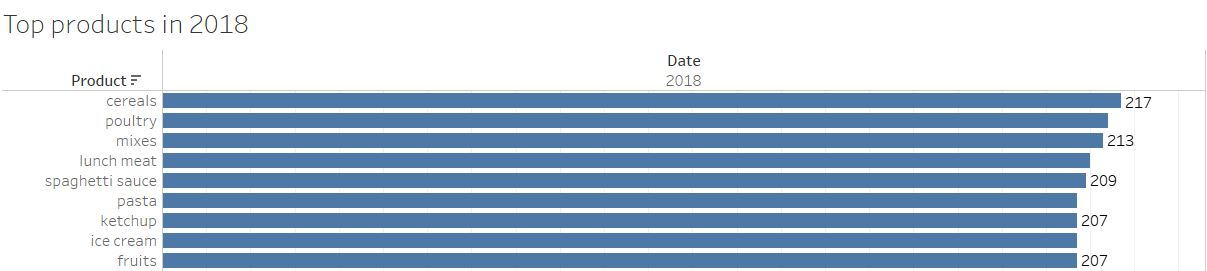 Top products in 2018
Date
Product 2018
cereals 217
poultry
mixes 213
lunch meat
spaghetti sauce 209
pasta
ketchup 207
ice cream
fruits 207